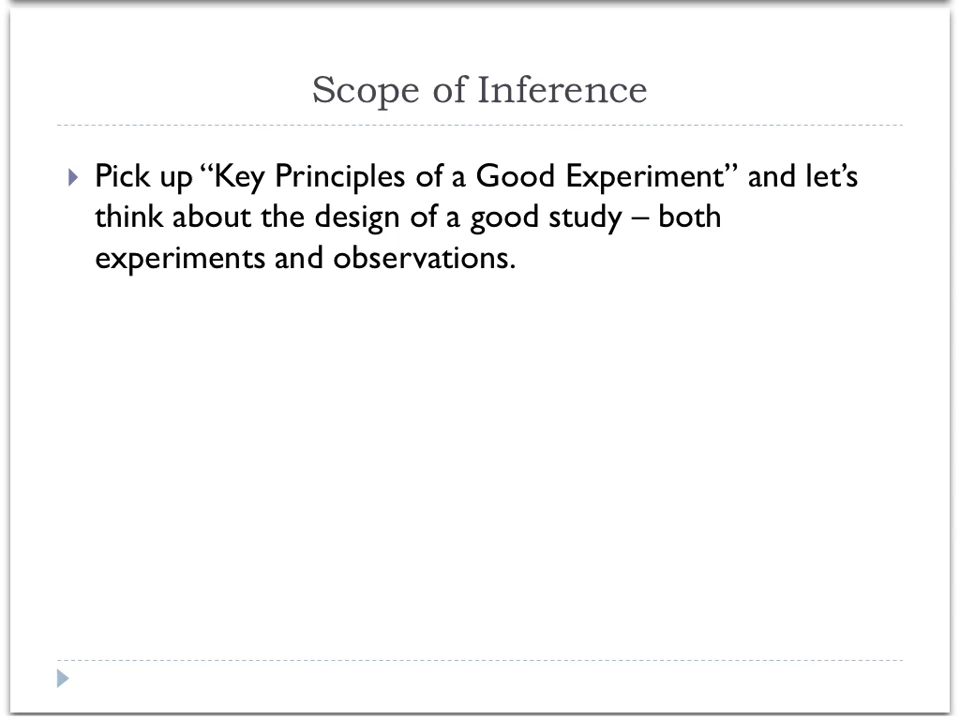 Scope of Inference
Pick up “Key Principles of a Good Experiment” and let’s
think about the design of a good study – both
experiments and observations.